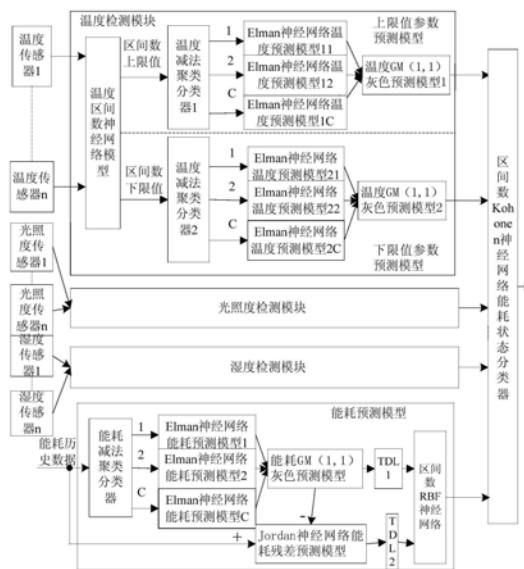 温度检测模块
温度
传感
器1
温度传
感器n
温度
区间
数神
经网
络模
型
区间数
上限值
温度
减法
聚类
分类
器1
1
2
C
Elman神经网络
温度预测模型11
Elman神经网络
温度预测模型12
Elman神经网络
温度预测模型1C
上限值参数
预测模型
温度GM（1,1）
灰色预测模型1
区间数
下限值
温度
减法
聚类
分类
器2
1
2
C
Elman神经网络
温度预测模型21
Elman神经网络
温度预测模型22
Elman神经网络
温度预测模型2C
温度GM（1,1）
灰色预测模型2
下限值参数
预测模型
光照
度传
感器1
光照
度传
感器n
光照度检测模块
湿度
传感
器1
湿度
传感
器n
湿度检测模块
能耗预测模型
能耗历
史数据
能耗
减法
聚类
分类
器
1
2
C
Elman神经网络
能耗预测模型1
Elman神经网络
能耗预测模型2
Elman神经网络
能耗预测模型C
能耗GM（1,1）
灰色预测模型
TDL
1
-
+
Jordan神经网络能
耗残差预测模型
T
D
L
2
区间
数
RBF
神经
网络
区
间数
Koho
ne
n神
经网
络能
耗状
态分
类器